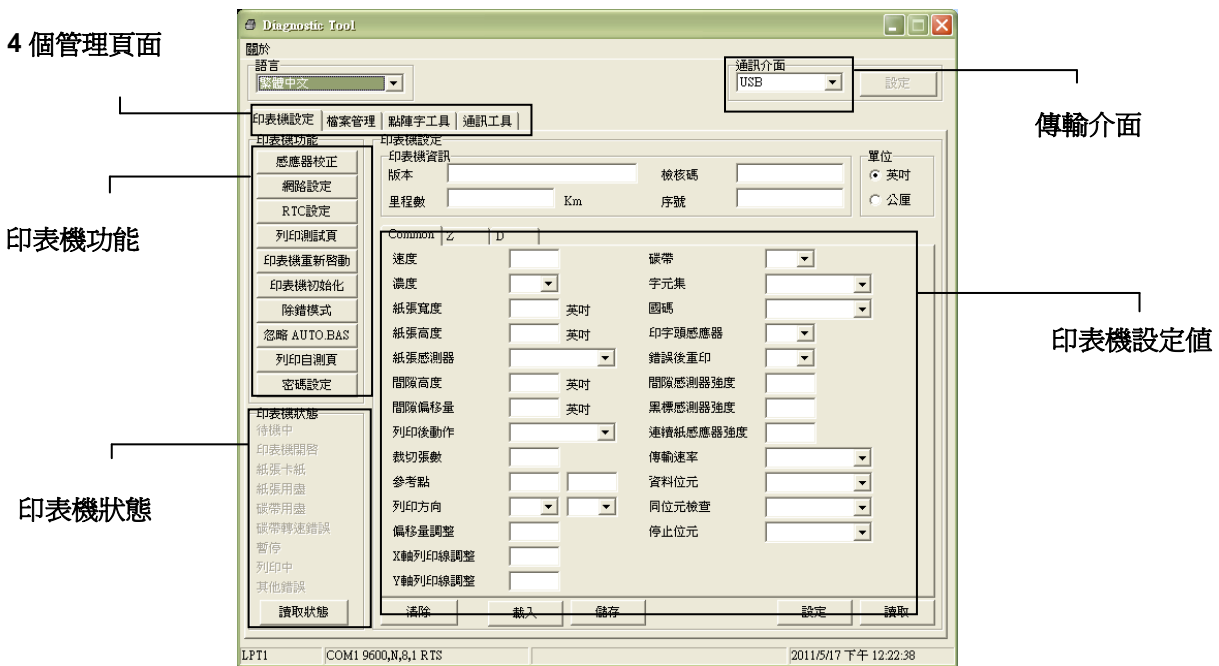 Diagnostic Tool
4 個管理頁面
關於
語言
繁體中文
通訊介面
USB
設定
傳輸介面
印表機設定 檔案管理 點陣字工具 通訊工具
印表機功能
感應器校正
網路設定
RTC設定
列印測試頁
印表機重新啓動
印表機初始化
除錯模式
忽略 AUTO.BAS
列印自測頁
密碼設定
印表機功能
印表機設定
印表機資訊
版本
檢核碼
里程數 Km
序號
單位
英吋
公厘
Common Z D
速度
濃度
紙張寬度 英吋
紙張高度 英吋
紙張感測器
間隙高度 英吋
間隙偏移量 英吋
列印後動作
裁切張數
參考點
列印方向
偏移量調整
X軸列印線調整
Y軸列印線調整
碳帶
字元集
國碼
印字頭感應器
錯誤後重印
間隙感測器強度
黑標感測器強度
連續紙感應器強度
傳輸速率
資料位元
同位元檢查
停止位元
印表機設定值
印表機狀態
待機中
印表機開啓
紙張卡紙
紙張用盡
碳帶用盡
碳帶轉速錯誤
暫停
列印中
其他錯誤
讀取狀態
印表機狀態
清除 載入 儲存 設定 讀取
LPT1 COM1 9600,N,8,1 RTS 2011/5/17 下午 12:22:38